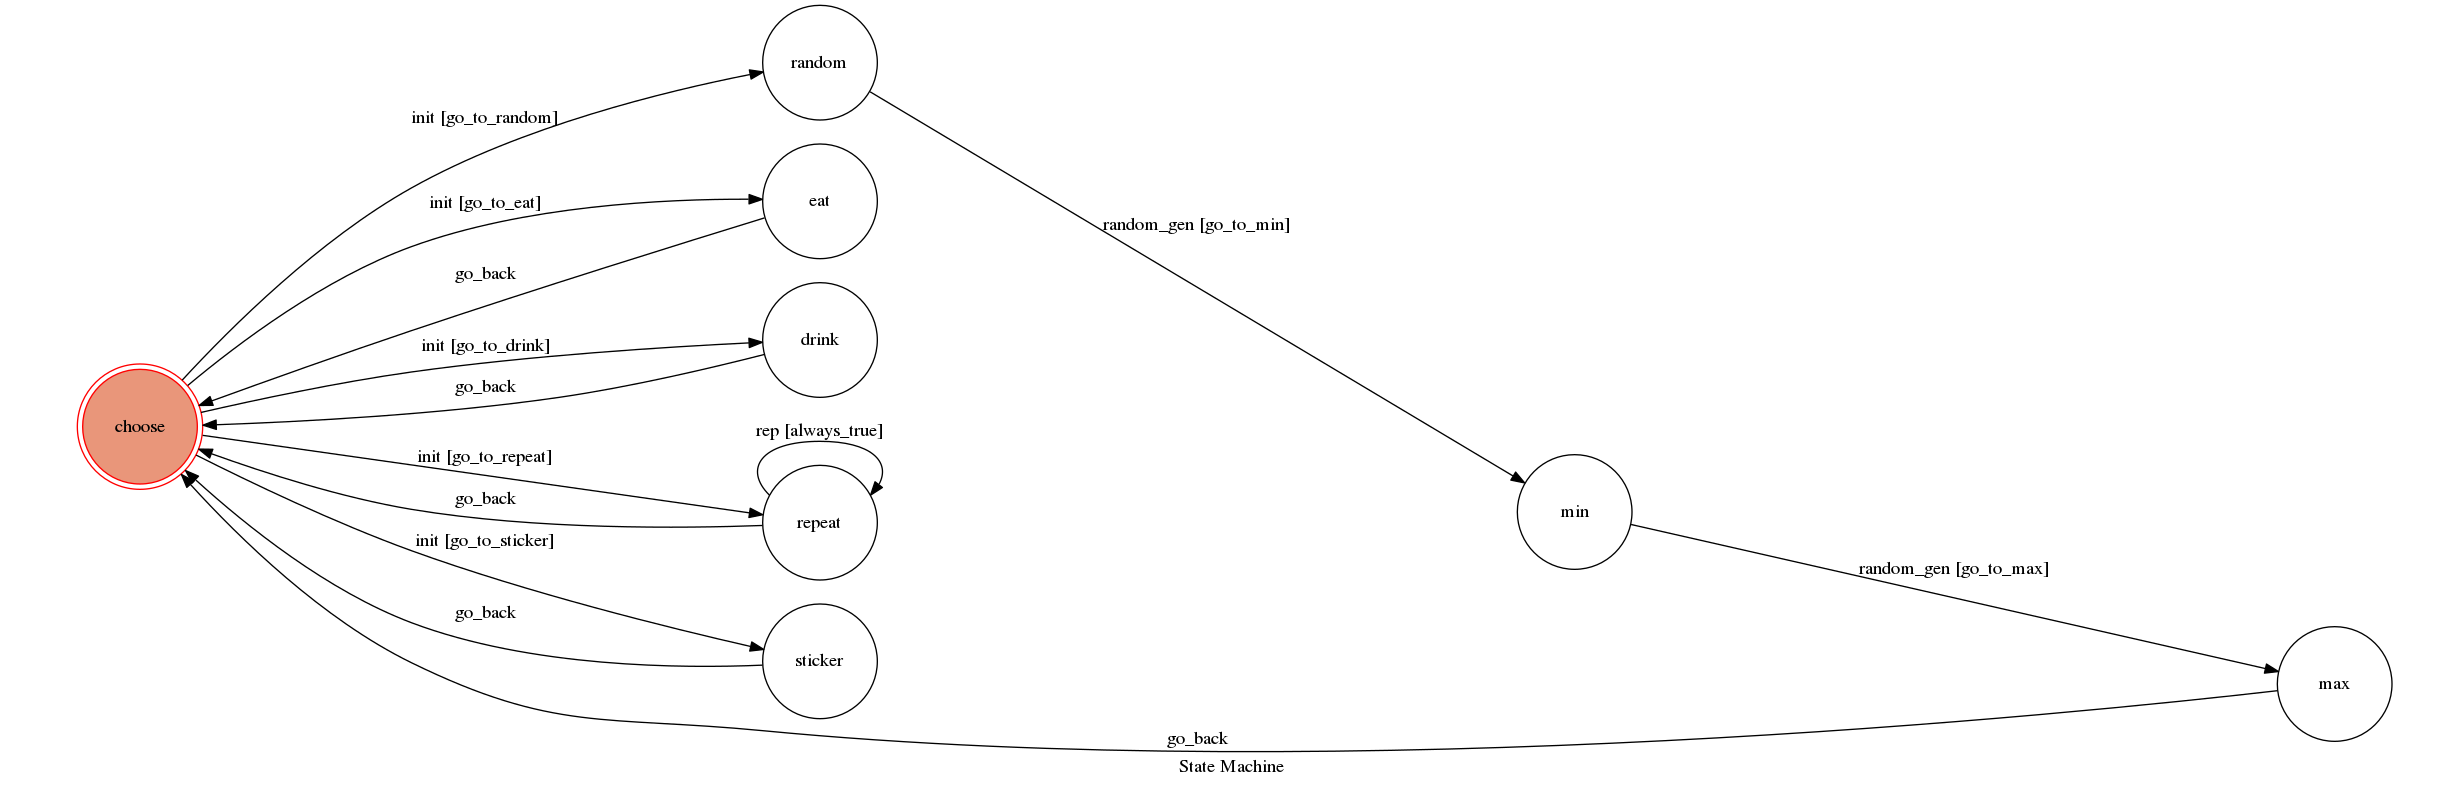 random
init [go_to_random]
eat
init [go_to_eat]
random_gen [go_to_min]
go_back
drink
init [go_to_drink]
go_back
choose
rep [always_true]
init [go_to_repeat]
go_back
repeat
min
init [go_to_sticker]
random_gen [go_to_max]
go_back
sticker
max
go_back
State Machine